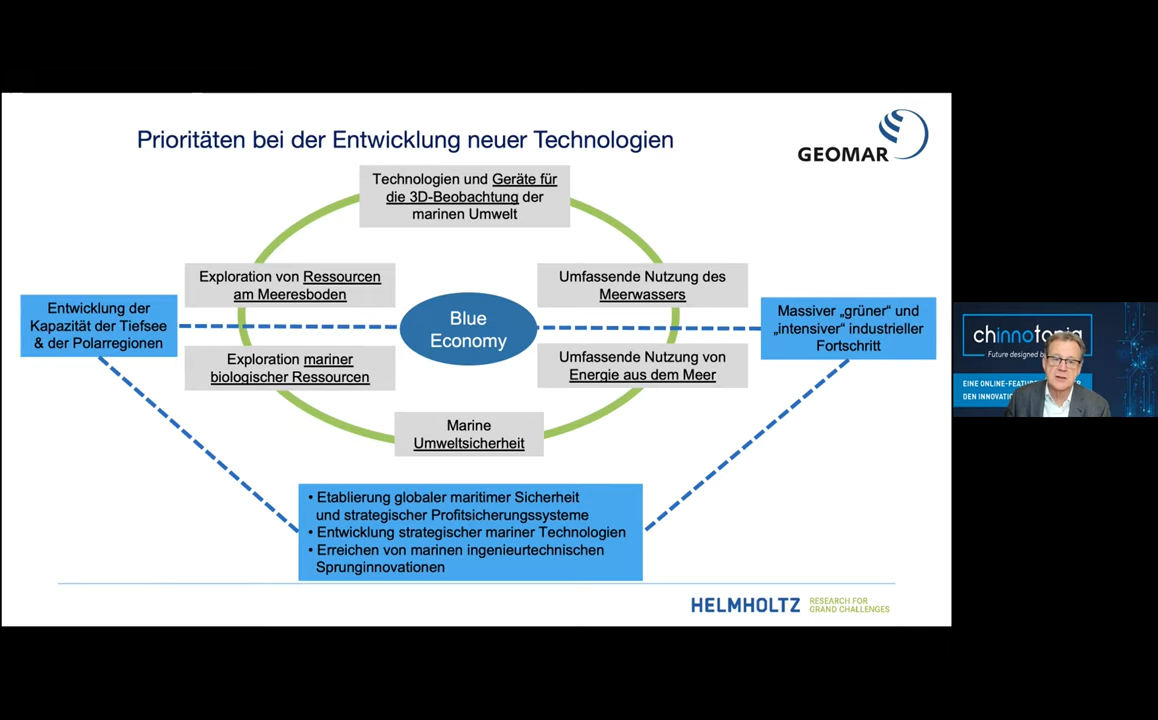 Prioritäten bei der Entwicklung neuer Technologien
GEOMAR
Technologien und Geräte für
die 3D-Beobachtung der
marinen Umwelt
Exploration von Ressourcen
am Meeresboden
Umfassende Nutzung des
Meerwassers
Entwicklung der
Kapazität der Tiefsee
& der Polarregionen
Blue
Economy
Massiver „grüner“ und
„intensiver“ industrieller
Fortschritt
Exploration mariner
biologischer Ressourcen
Umfassende Nutzung von
Energie aus dem Meer
Marine
Umweltsicherheit
• Etablierung globaler maritimer Sicherheit
und strategischer Profitsicherungssysteme
• Entwicklung strategischer mariner Technologien
• Erreichen von marinen ingenieurtechnischen
Sprunginnovationen
HELMHOLTZ
RESEARCH FOR
GRAND CHALLENGES
chinnotopia
Future designed
EINE
DEN